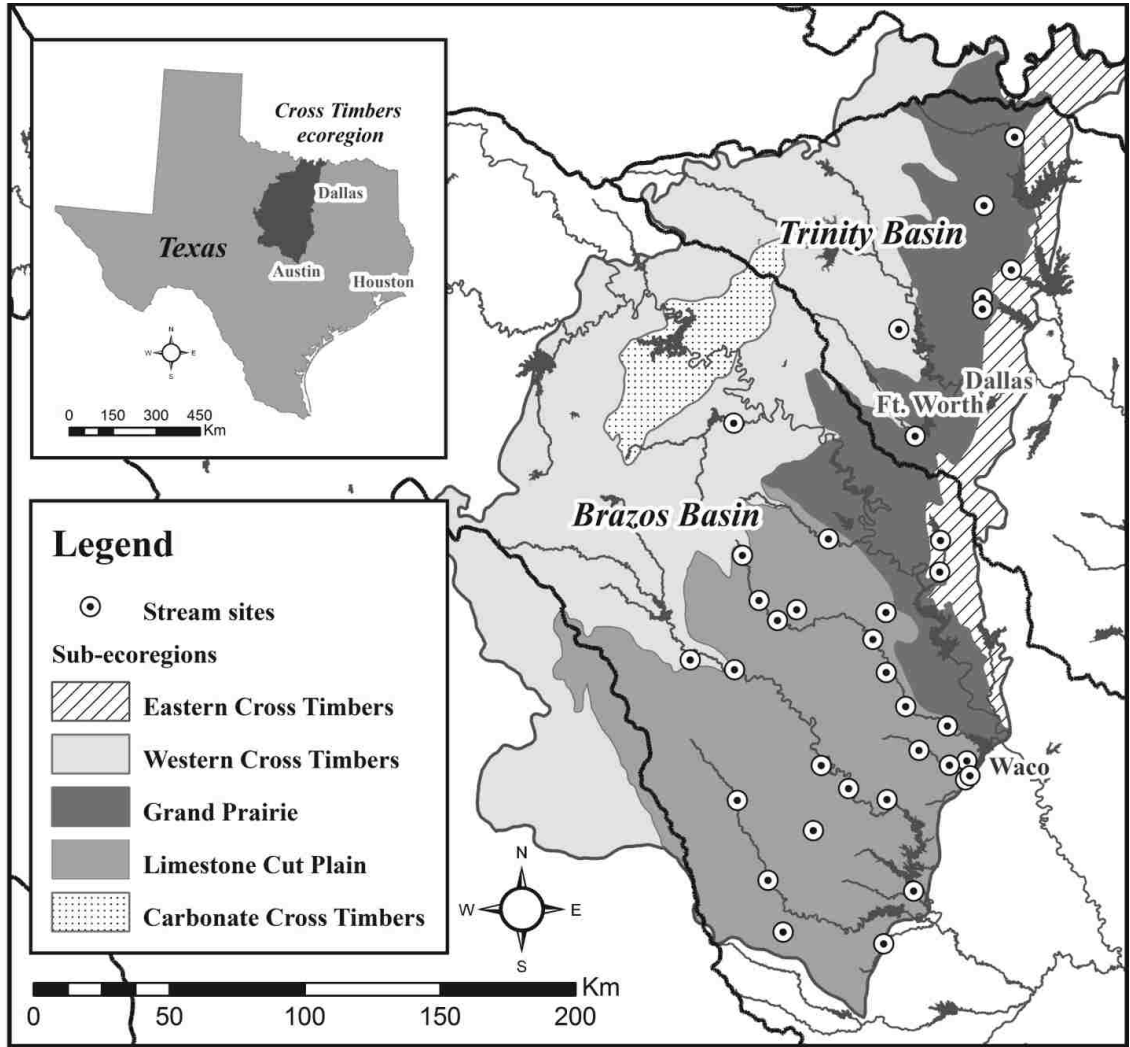 Cross Timbers
ecoregion
Dallas
Texas
Austin
Houston
N
W E
S
0 150 300 450
Km
Trinity Basin
Dallas
Ft. Worth
Brazos Basin
Waco
Legend
Stream sites
Sub-ecoregions
Eastern Cross Timbers
Western Cross Timbers
Grand Prairie
Limestone Cut Plain
Carbonate Cross Timbers
N
W E
S
Km
0 50 100 150 200